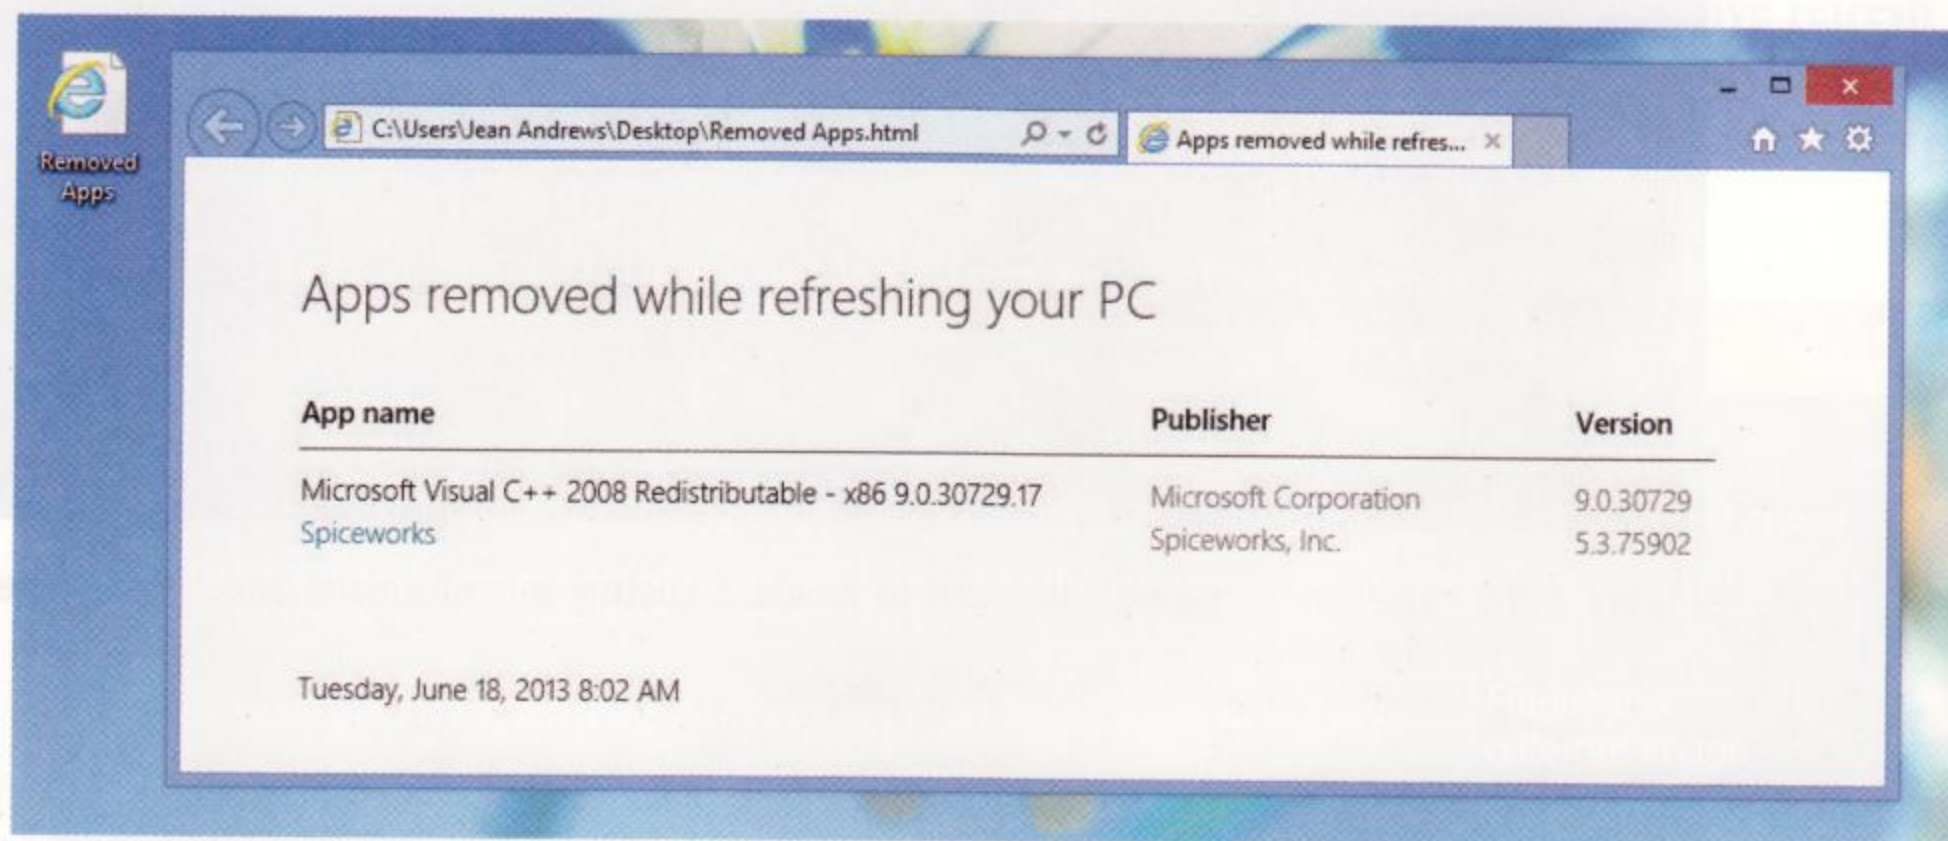 Removed
Apps
C:\Users\Jean Andrews\Desktop\Removed Apps.html
Apps removed while refres...
Apps removed while refreshing your PC
App name Publisher Version
Microsoft Visual C++ 2008 Redistributable - x86 9.0.30729.17 Microsoft Corporation 9.0.30729
Spiceworks Spiceworks, Inc. 5.3.75902
Tuesday, June 18, 2013 8:02 AM